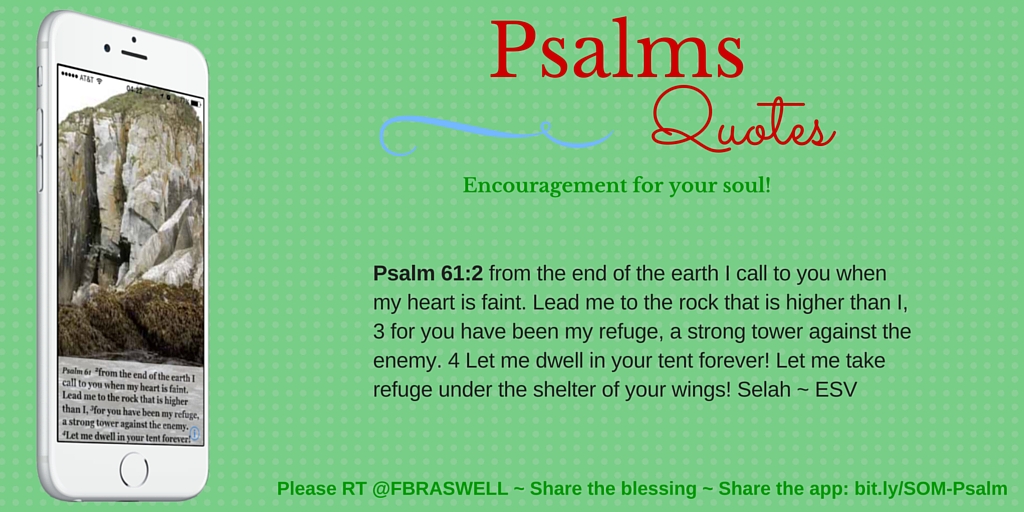 AT&T
04:22
Psalms
Quotes
Encouragement for your soul!
Psalm 61:2 from the end of the earth I call to you when
my heart is faint. Lead me to the rock that is higher than I,
3 for you have been my refuge, a strong tower against the
enemy. 4 Let me dwell in your tent forever! Let me take
refuge under the shelter of your wings! Selah ~ ESV
Psalm 61 ²from the end of the earth I
call to you when my heart is faint.
Lead me to the rock that is higher
than I, ³for you have been my refuge,
a strong tower against the enemy.
⁴Let me dwell in your tent forever!
Please RT @FBRASWELL ~ Share the blessing ~ Share the app: bit.ly/SOM-Psalm